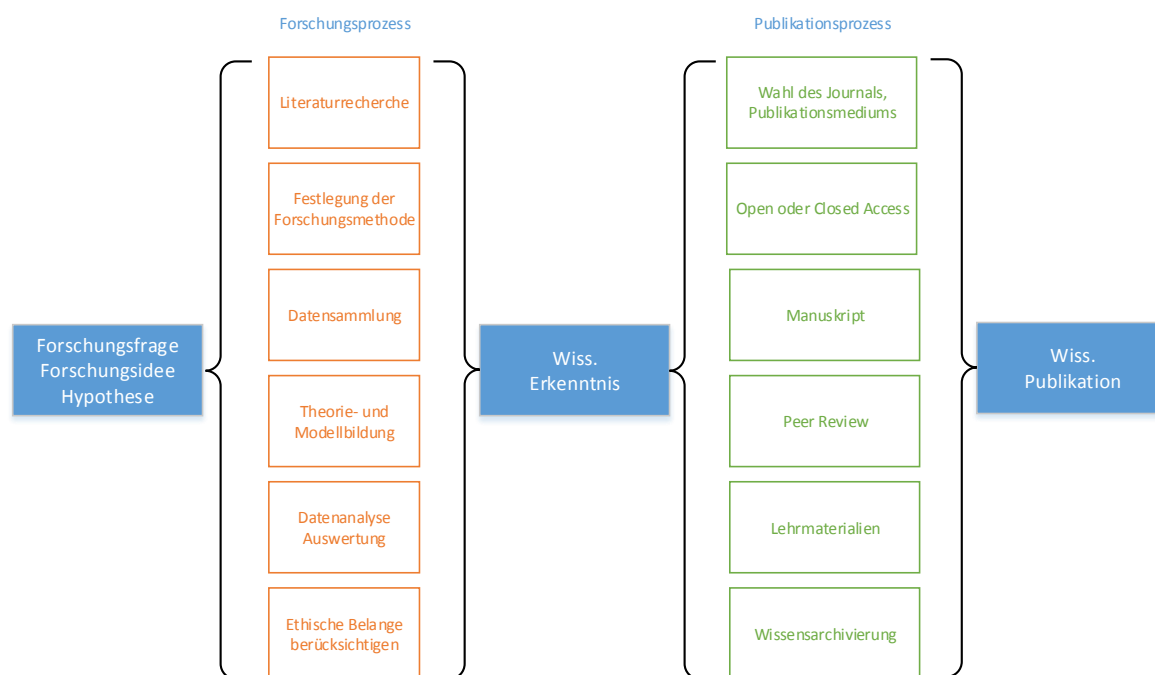 Forschungsprozess
Publikationsprozess
Forschungsfrage
Forschungsidee
Hypothese
Literaturrecherche
Festlegung der
Forschungsmethode
Datensammlung
Theorie- und
Modellbildung
Datenanalyse
Auswertung
Ethische Belange
berücksichtigen
Wiss.
Erkenntnis
Wahl des Journals,
Publikationsmediums
Open oder Closed Access
Manuskript
Peer Review
Lehrmaterialien
Wissensarchivierung
Wiss.
Publikation